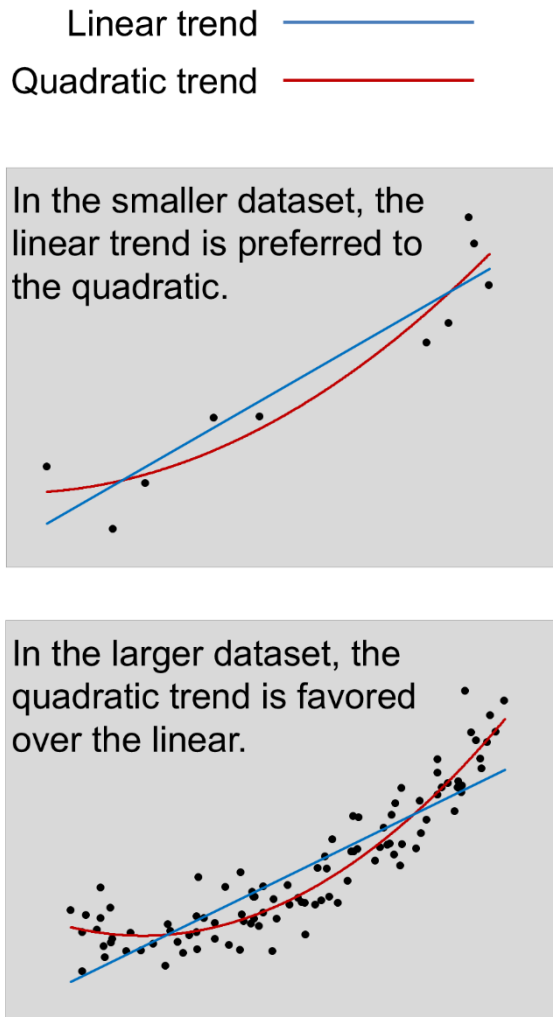 Linear trend
Quadratic trend
In the smaller dataset, the
linear trend is preferred to
the quadratic.
In the larger dataset, the
quadratic trend is favored
over the linear.